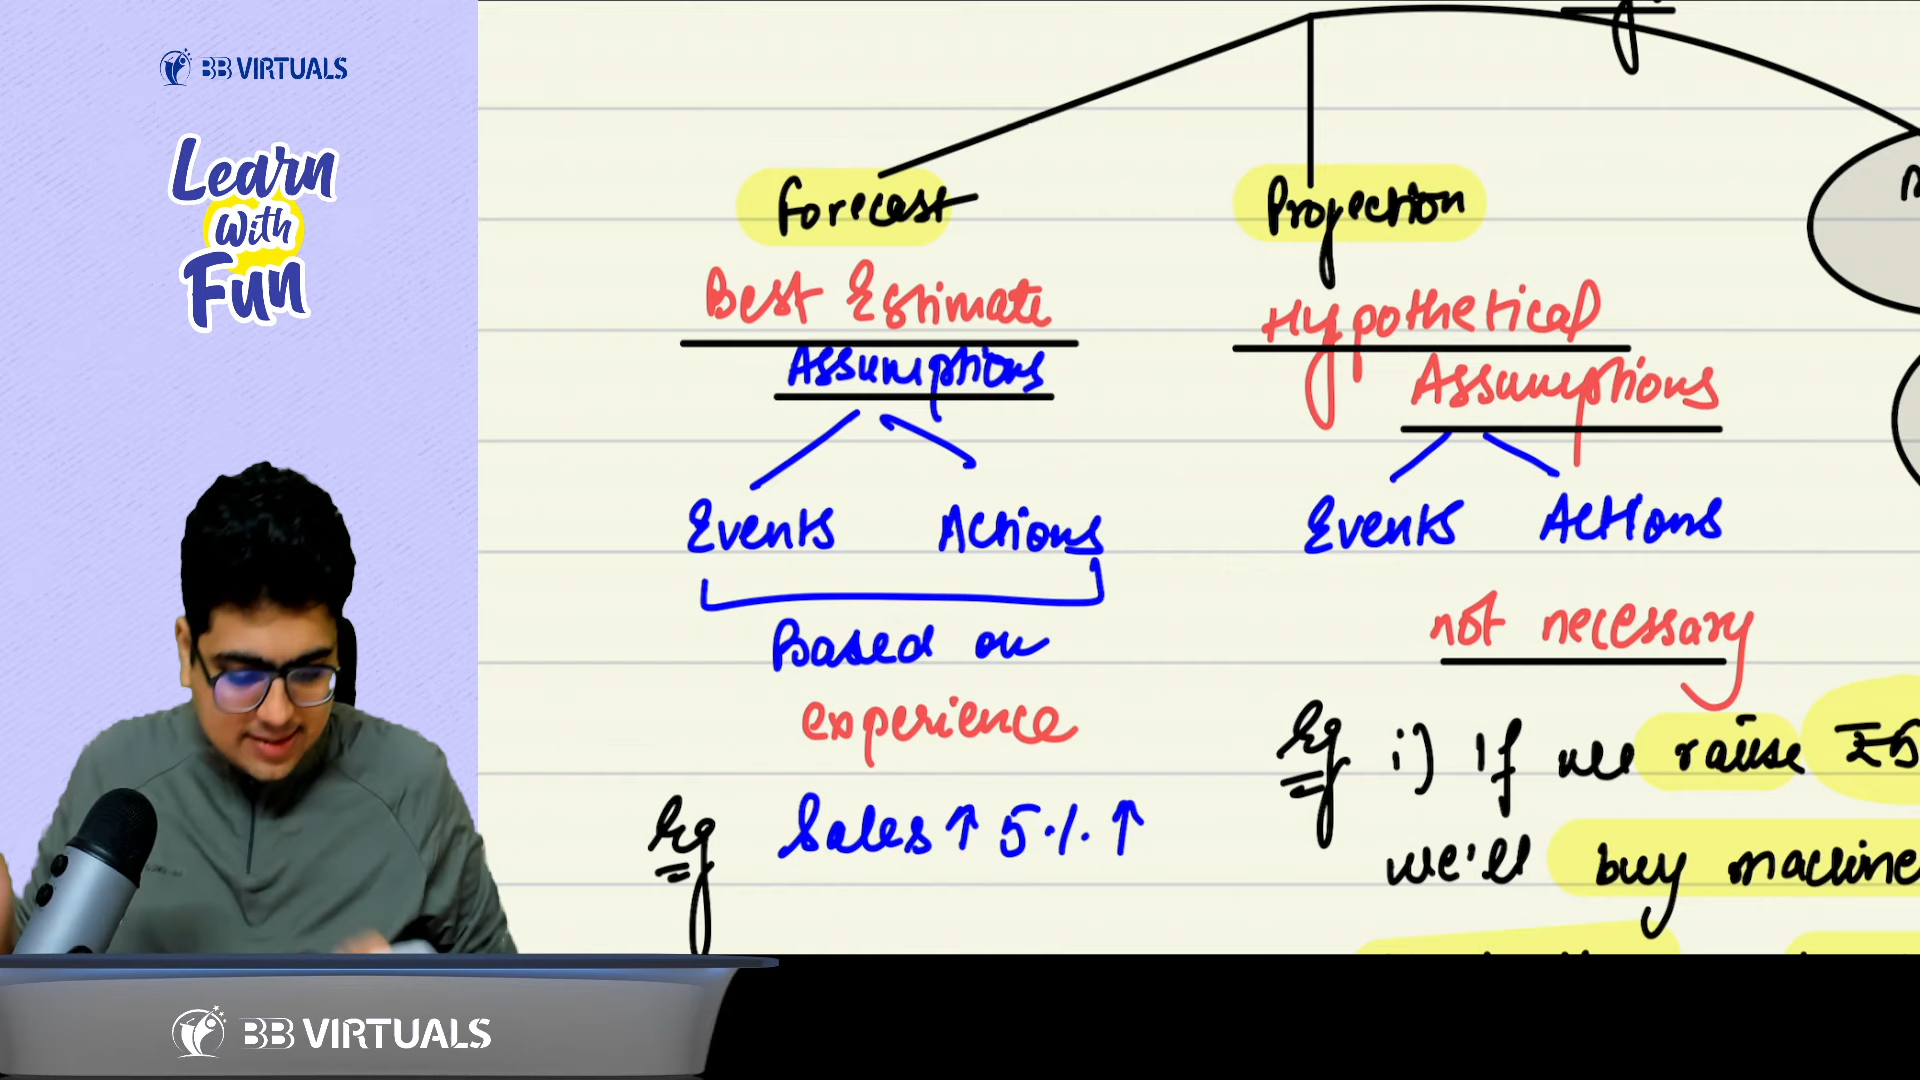 BB VIRTUALS
Learn
With
Fun
Forecast
Best Estimate
Assumptions
Events Actions
Based on
experience
Eg Sales ↑ 5% ↑
Projection
Hypothetical
Assumptions
Events Actions
not necessary
Eg i) If we raise
we'll buy machine
BB VIRTUALS